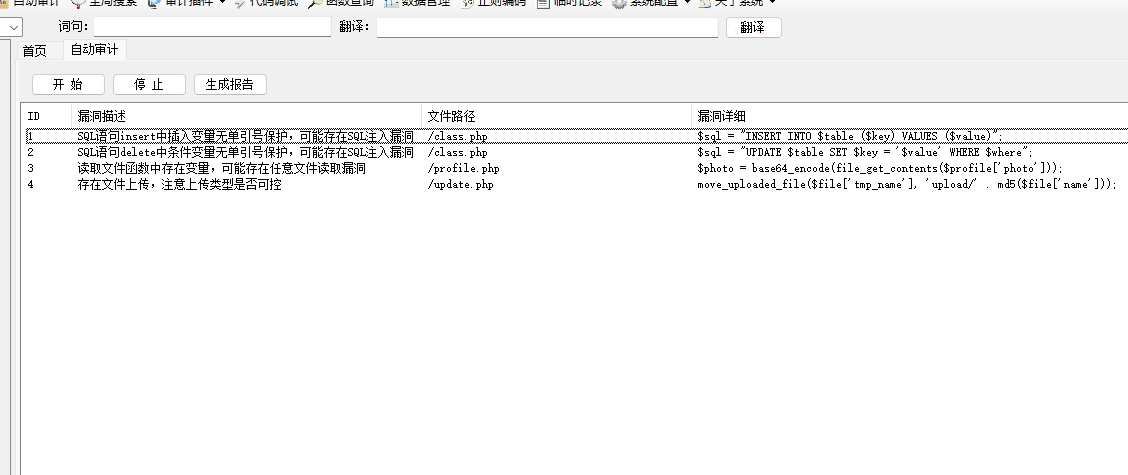 自动审计 全局搜索 审计插件 代码调试 函数查询 数据管理 正则编码 临时记录 系统配置 关于系统
词句: 翻译: 翻译
首页 自动审计
开 始 停 止 生成报告
ID 漏洞描述 文件路径 漏洞详细
1 SQL语句insert中插入变量无单引号保护，可能存在SQL注入漏洞 /class.php $sql = "INSERT INTO $table ($key) VALUES ($value)";
2 SQL语句delete中条件变量无单引号保护，可能存在SQL注入漏洞 /class.php $sql = "UPDATE $table SET $key = '$value' WHERE $where";
3 读取文件函数中存在变量，可能存在任意文件读取漏洞 /profile.php $photo = base64_encode(file_get_contents($profile['photo']));
4 存在文件上传，注意上传类型是否可控 /update.php move_uploaded_file($file['tmp_name'], 'upload/' . md5($file['name']));